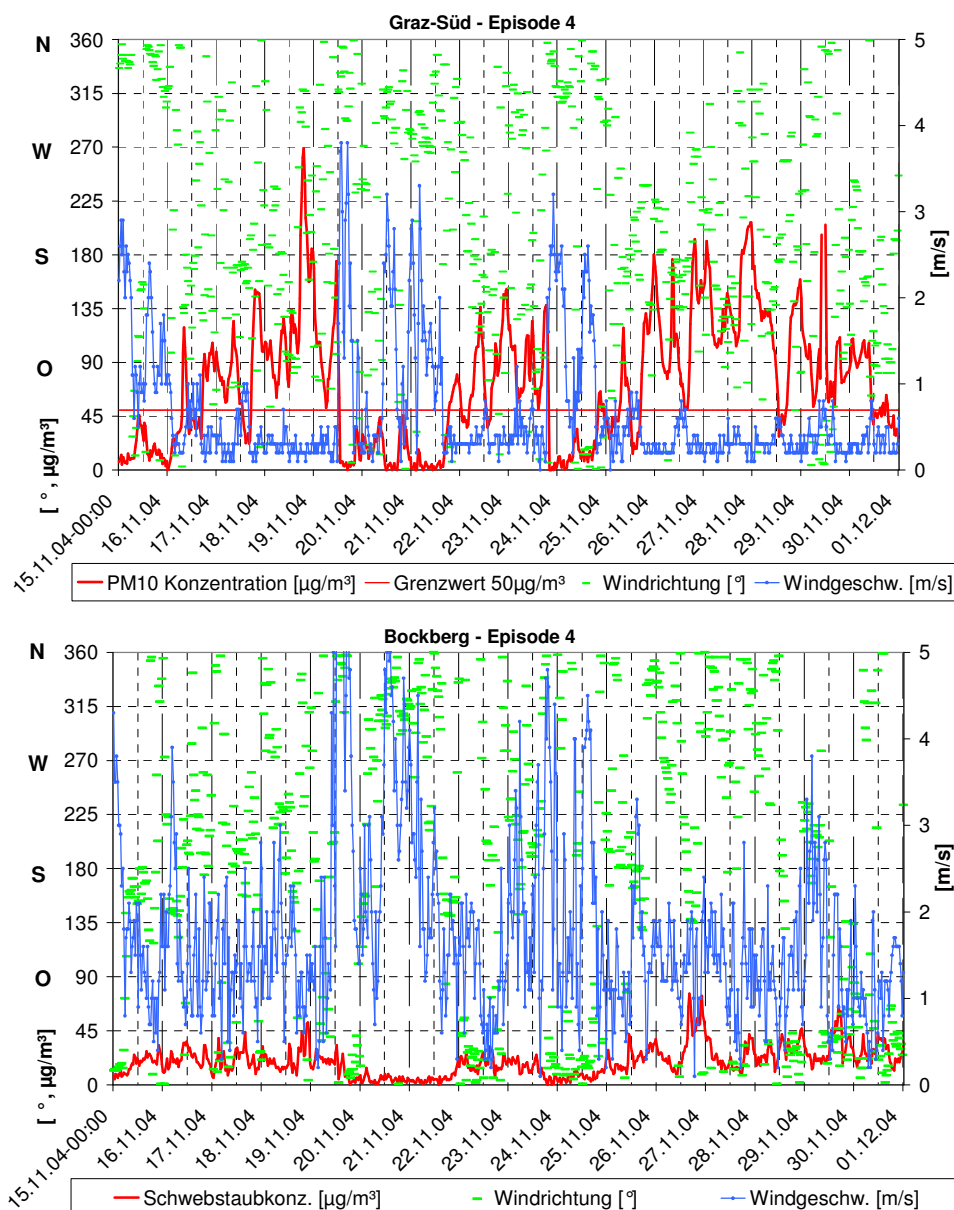 Graz-Süd - Episode 4
N 360 5
315
W 270 4
225 3
S 180
135 2
O 90 1
45
0 0
[ °, µg/m³]
[m/s]
15.11.04-00:00 16.11.04 17.11.04 18.11.04 19.11.04 20.11.04 21.11.04 22.11.04 23.11.04 24.11.04 25.11.04 26.11.04 27.11.04 28.11.04 29.11.04 30.11.04 01.12.04
PM10 Konzentration [µg/m³] Grenzwert 50µg/m³ Windrichtung [°] Windgeschw. [m/s]
Bockberg - Episode 4
N 360 5
315
W 270 4
225 3
S 180
135 2
O 90 1
45
0 0
[ °, µg/m³]
[m/s]
15.11.04-00:00 16.11.04 17.11.04 18.11.04 19.11.04 20.11.04 21.11.04 22.11.04 23.11.04 24.11.04 25.11.04 26.11.04 27.11.04 28.11.04 29.11.04 30.11.04 01.12.04
Schwebstaubkonz. [µg/m³] Windrichtung [°] Windgeschw. [m/s]